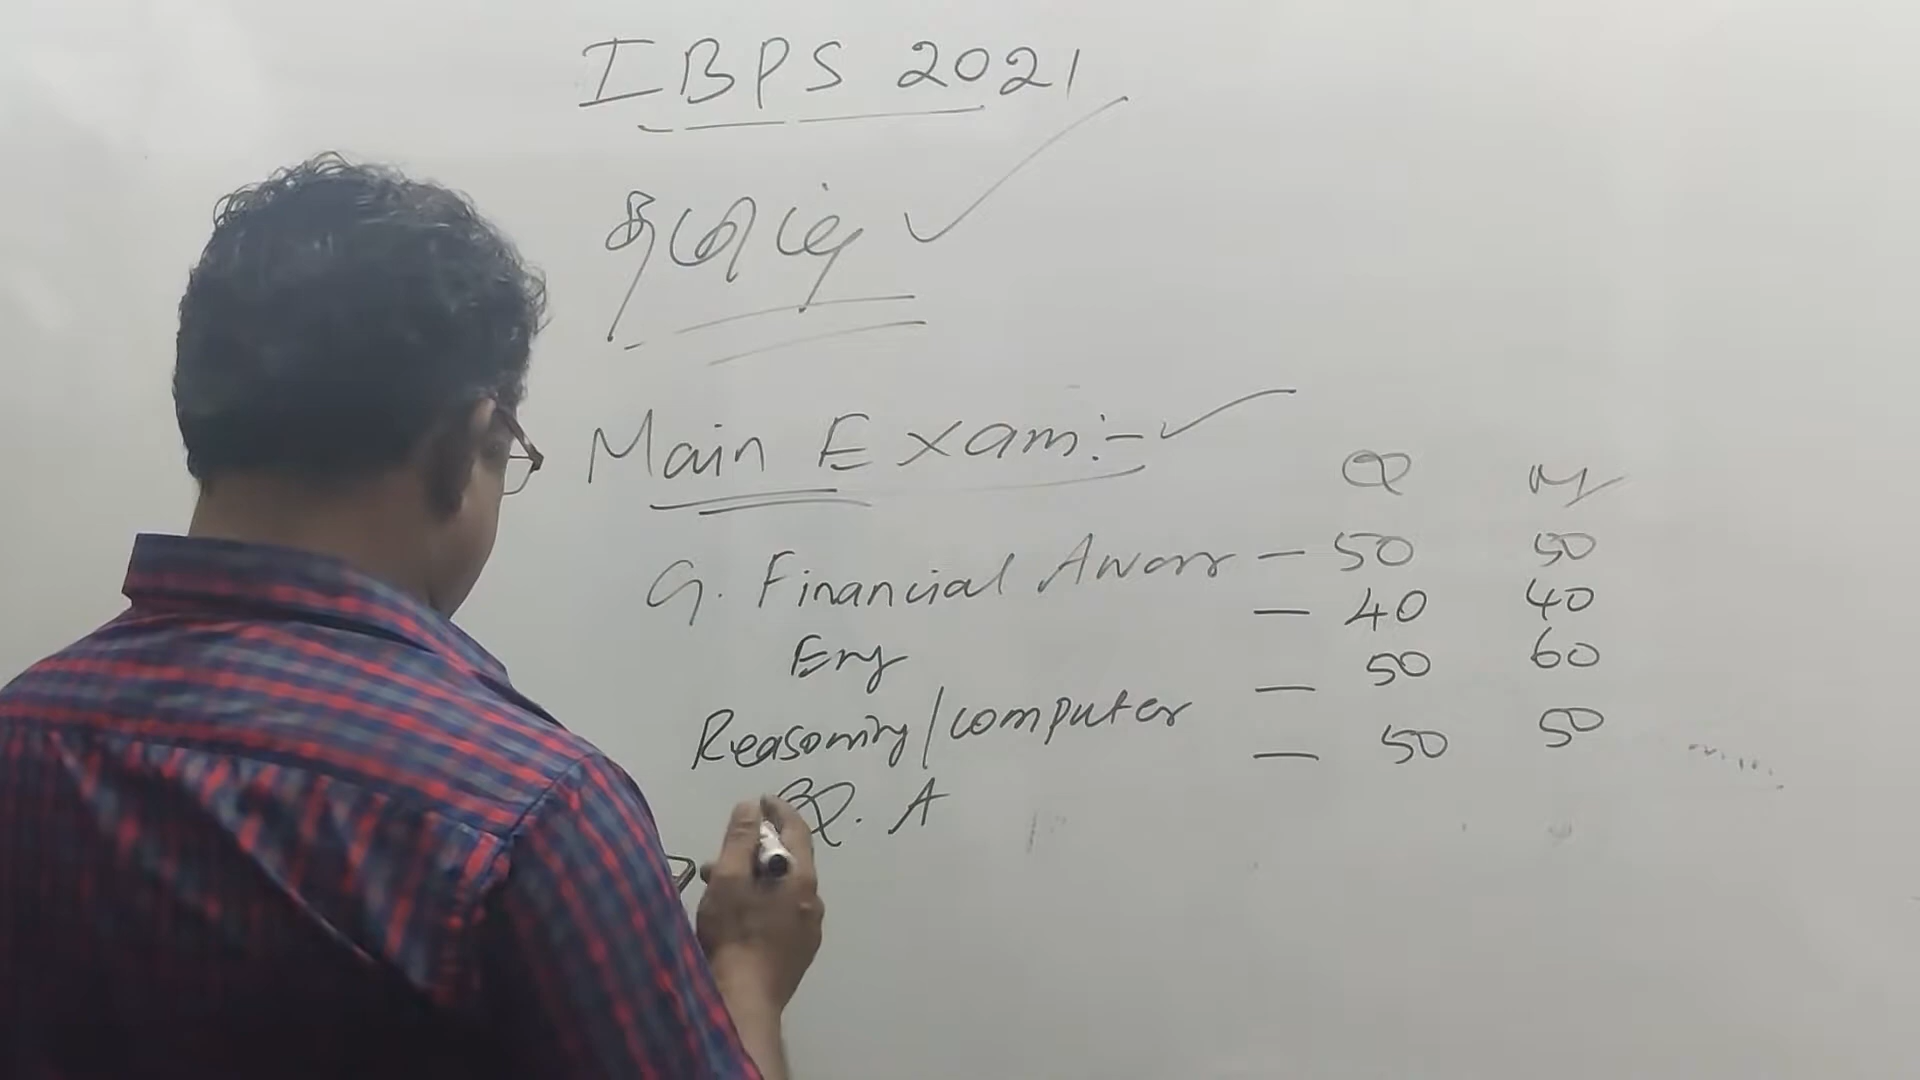 IBPS 2021
தமிழ்
Main Exam:-
Q M
G. Financial Awar - 50 50
Eng - 40 40
Reasoning/computer - 50 60
Q. A - 50 50